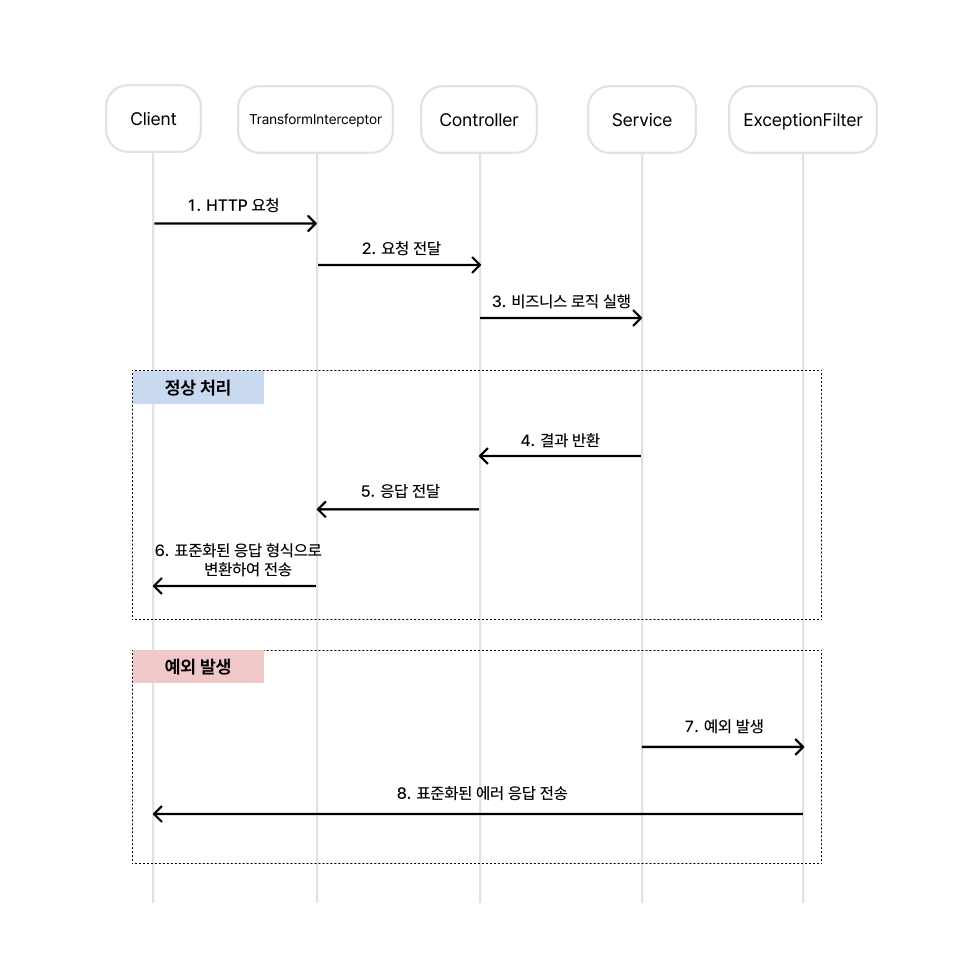 Client
TransformInterceptor
Controller
Service
ExceptionFilter
1. HTTP 요청
2. 요청 전달
3. 비즈니스 로직 실행
정상 처리
4. 결과 반환
5. 응답 전달
6. 표준화된 응답 형식으로
변환하여 전송
예외 발생
7. 예외 발생
8. 표준화된 에러 응답 전송